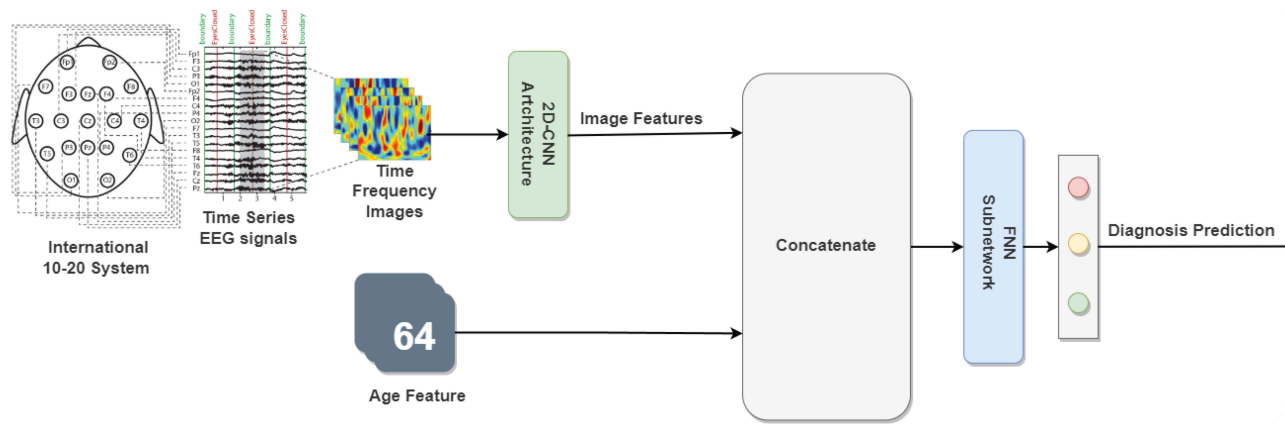 boundary
EyesClosed
boundary
EyesClosed
boundary
EyesClosed
boundary
Fp1 Fp2
F7 F3 Fz F4 F8
T3 C3 Cz C4 T4
T5 P3 Pz P4 T6
O1 O2
International
10-20 System
Fp1
F3
C3
P3
O1
Fp2
F4
C4
P4
O2
F7
T3
T5
F8
T4
T6
Fz
Cz
Pz
1 2 3 4 5
Time Series
EEG signals
Time
Frequency
Images
2D-CNN
Artchitecture
Image Features
64
Age Feature
Concatenate
FNN
Subnetwork
Diagnosis Prediction